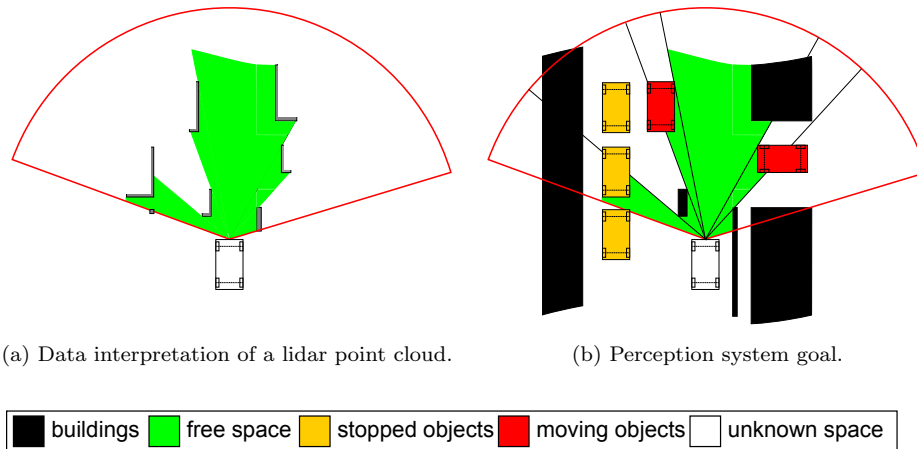 (a) Data interpretation of a lidar point cloud.
(b) Perception system goal.
buildings free space stopped objects moving objects unknown space